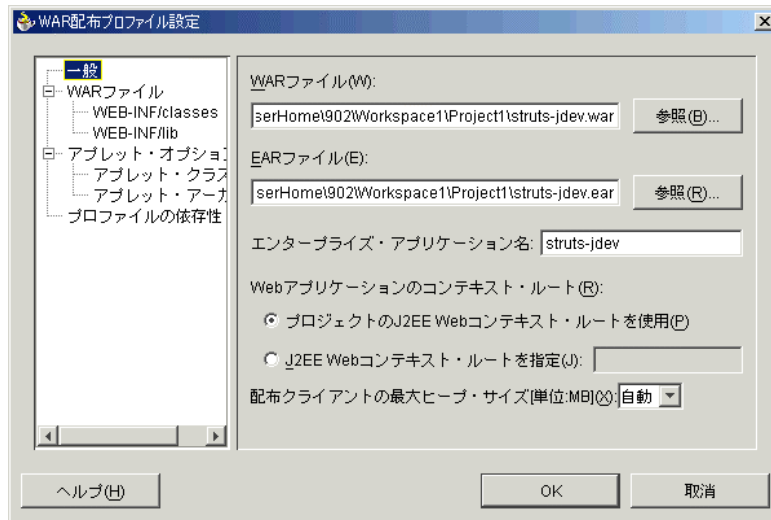 WAR配布プロファイル設定
一般
WARファイル
WEB-INF/classes
WEB-INF/lib
アプレット・オプション
アプレット・クラス
アプレット・アーカ
プロファイルの依存性
WARファイル(W):
serHome\902\Workspace1\Project1\struts-jdev.war
参照(B)...
EARファイル(E):
serHome\902\Workspace1\Project1\struts-jdev.ear
参照(R)...
エンタープライズ・アプリケーション名: struts-jdev
Webアプリケーションのコンテキスト・ルート(R):
プロジェクトのJ2EE Webコンテキスト・ルートを使用(P)
J2EE Webコンテキスト・ルートを指定(J):
配布クライアントの最大ヒープ・サイズ[単位:MB](X): 自動
ヘルプ(H)
OK
取消